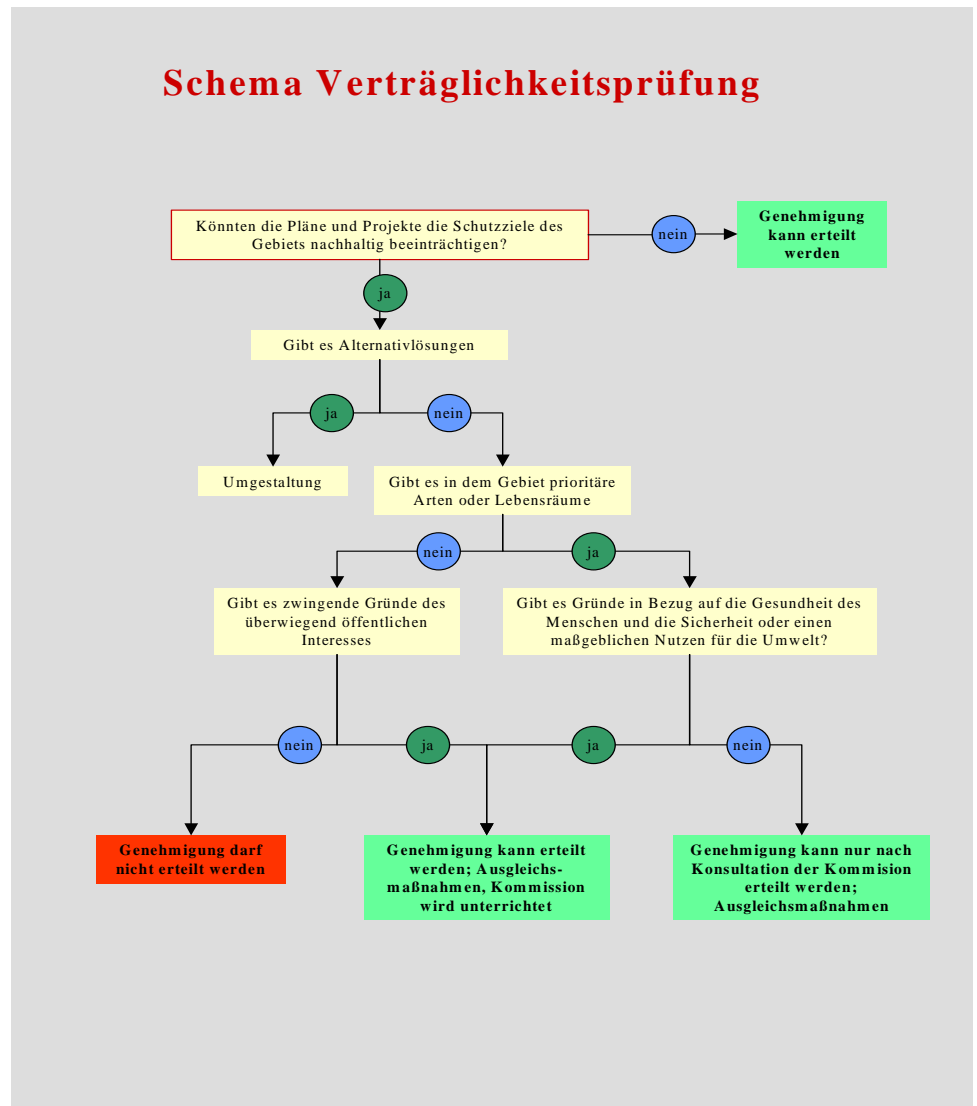 Schema Verträglichkeitsprüfung
Könnten die Pläne und Projekte die Schutzziele des
Gebiets nachhaltig beeinträchtigen?
nein
Genehmigung
kann erteilt
werden
ja
Gibt es Alternativlösungen
ja
nein
Umgestaltung
Gibt es in dem Gebiet prioritäre
Arten oder Lebensräume
nein
ja
Gibt es zwingende Gründe des
überwiegend öffentlichen
Interesses
Gibt es Gründe in Bezug auf die Gesundheit des
Menschen und die Sicherheit oder einen
maßgeblichen Nutzen für die Umwelt?
nein
ja
ja
nein
Genehmigung darf
nicht erteilt werden
Genehmigung kann erteilt
werden; Ausgleichs-
maßnahmen, Kommission
wird unterrichtet
Genehmigung kann nur nach
Konsultation der Kommision
erteilt werden;
Ausgleichsmaßnahmen